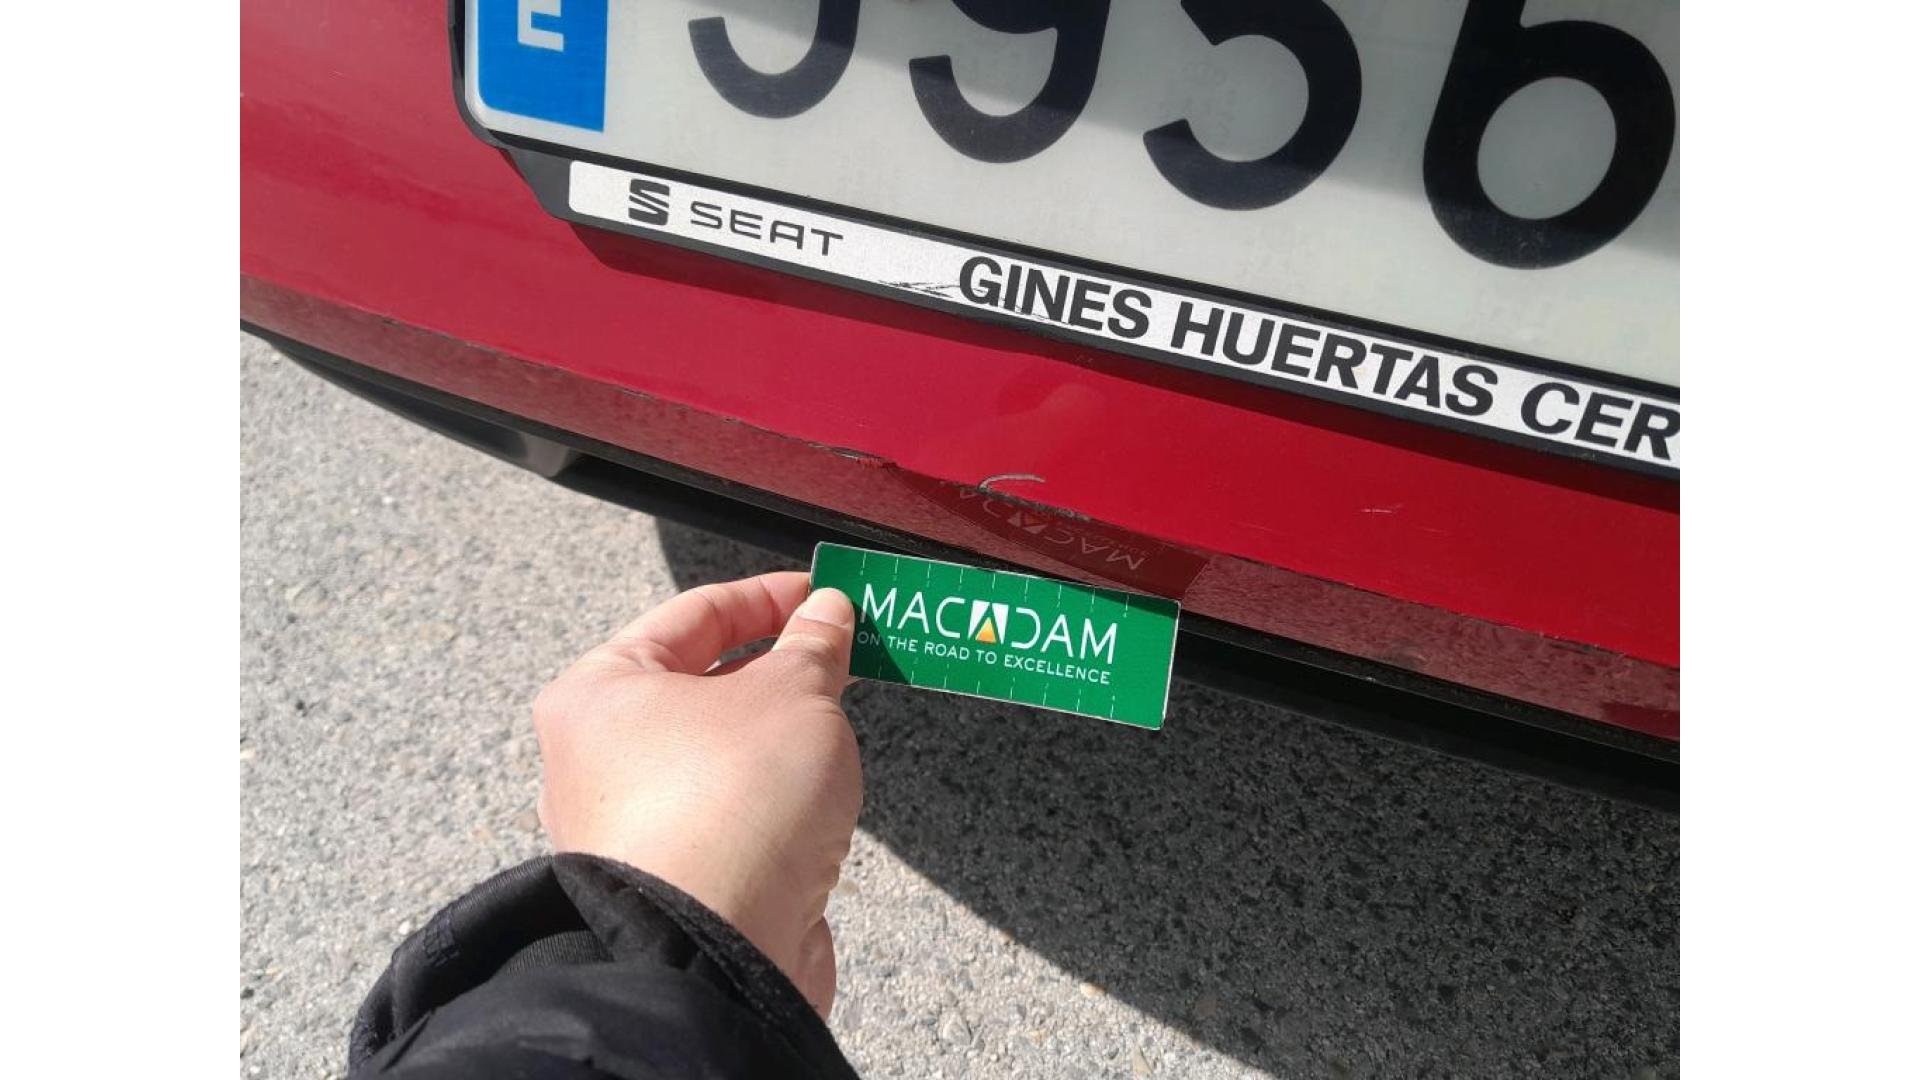 E
SEAT GINES HUERTAS CER
MACADAM
ON THE ROAD TO EXCELLENCE